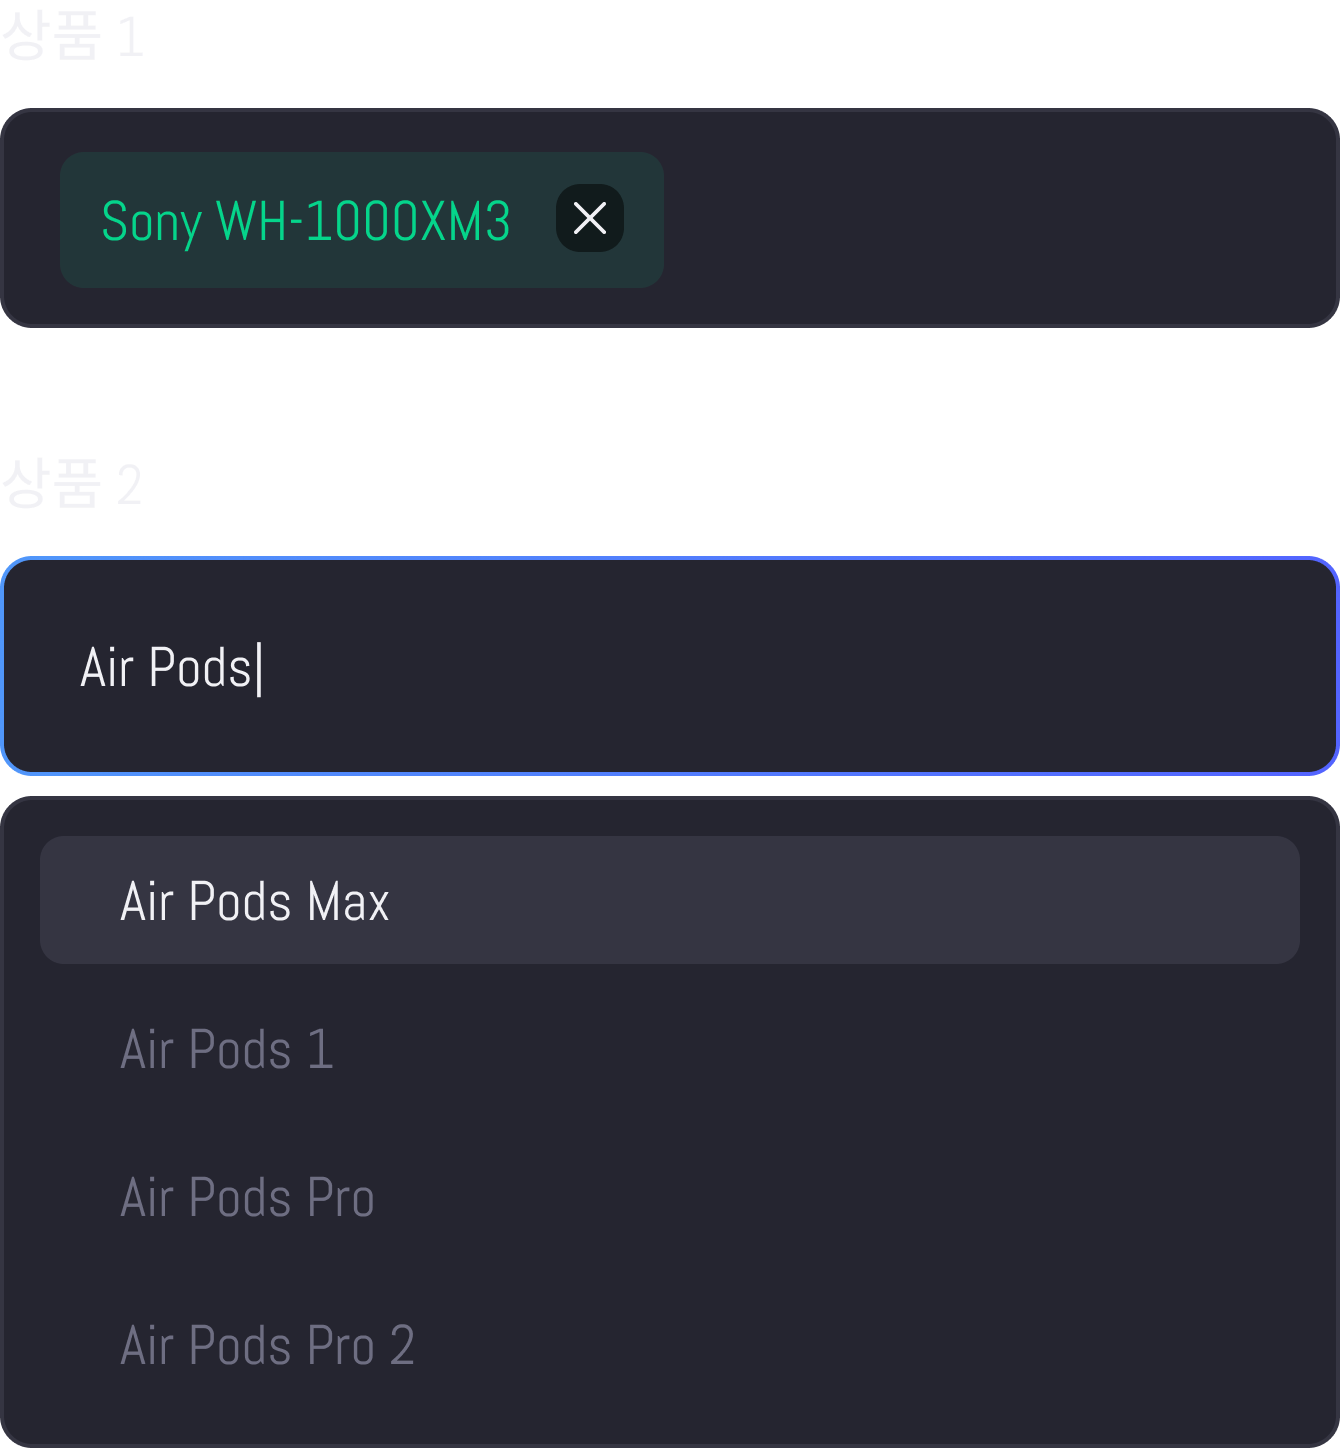 상품 1
Sony WH-1000XM3
상품 2
Air Pods
Air Pods Max
Air Pods 1
Air Pods Pro
Air Pods Pro 2